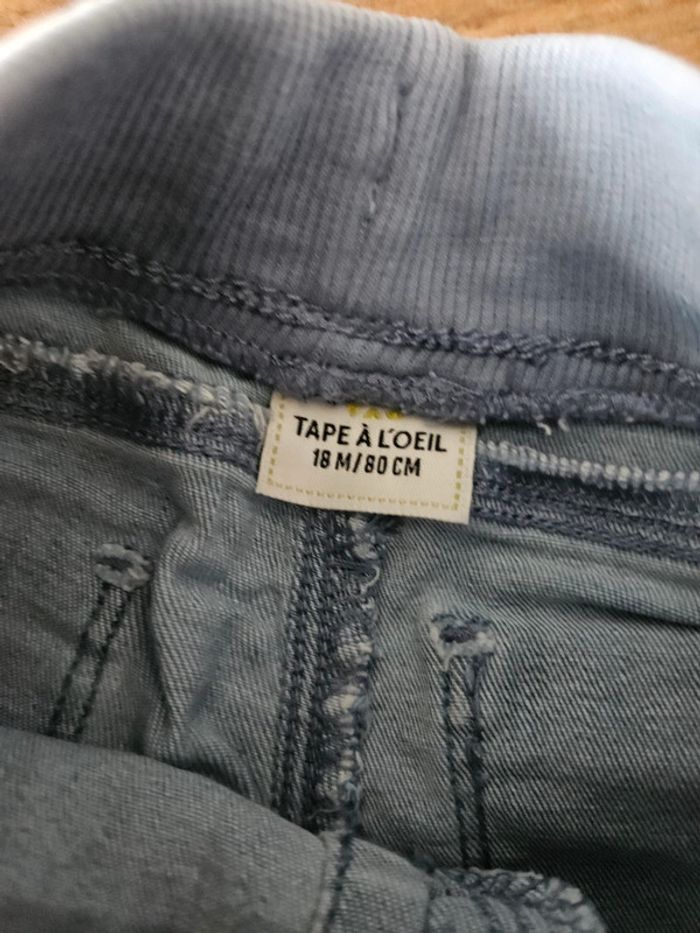 TAPE À L'OEIL
18 M/80 CM